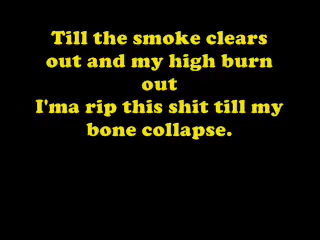 Till the smoke clears
out and my high burn
out
I'ma rip this shit till my
bone collapse.